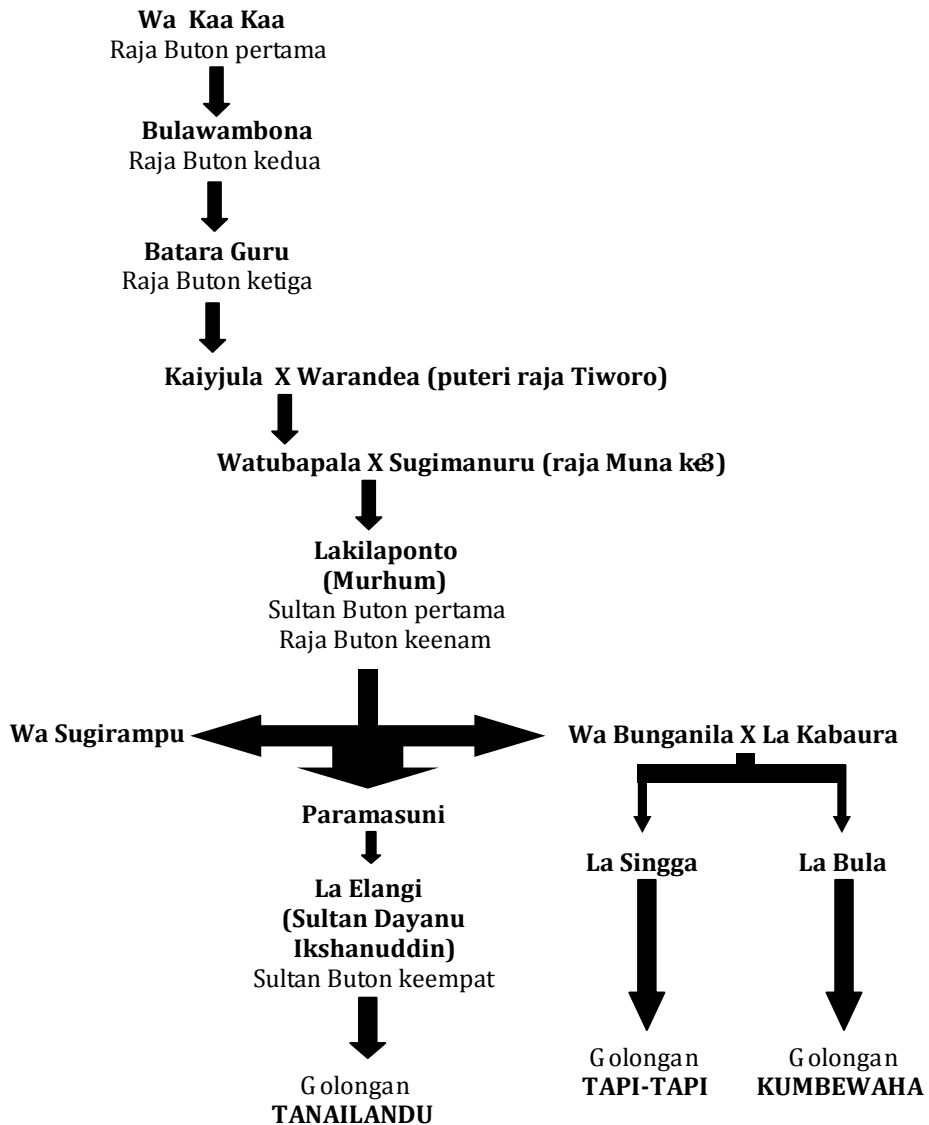 Wa Kaa Kaa
Raja Buton pertama
Bulawambona
Raja Buton kedua
Batara Guru
Raja Buton ketiga
Kaiyjula X Warandea (puteri raja Tiworo)
Watubapala X Sugimanuru (raja Muna ke-3)
Lakilaponto
(Murhum)
Sultan Buton pertama
Raja Buton keenam
Wa Sugirampu
Wa Bunganila X La Kabaura
Paramasuni
La Elangi
(Sultan Dayanu
Ikshanuddin)
Sultan Buton keempat
Golongan
TANAILANDU
La Singga
Golongan
TAPI-TAPI
La Bula
Golongan
KUMBEWAHA